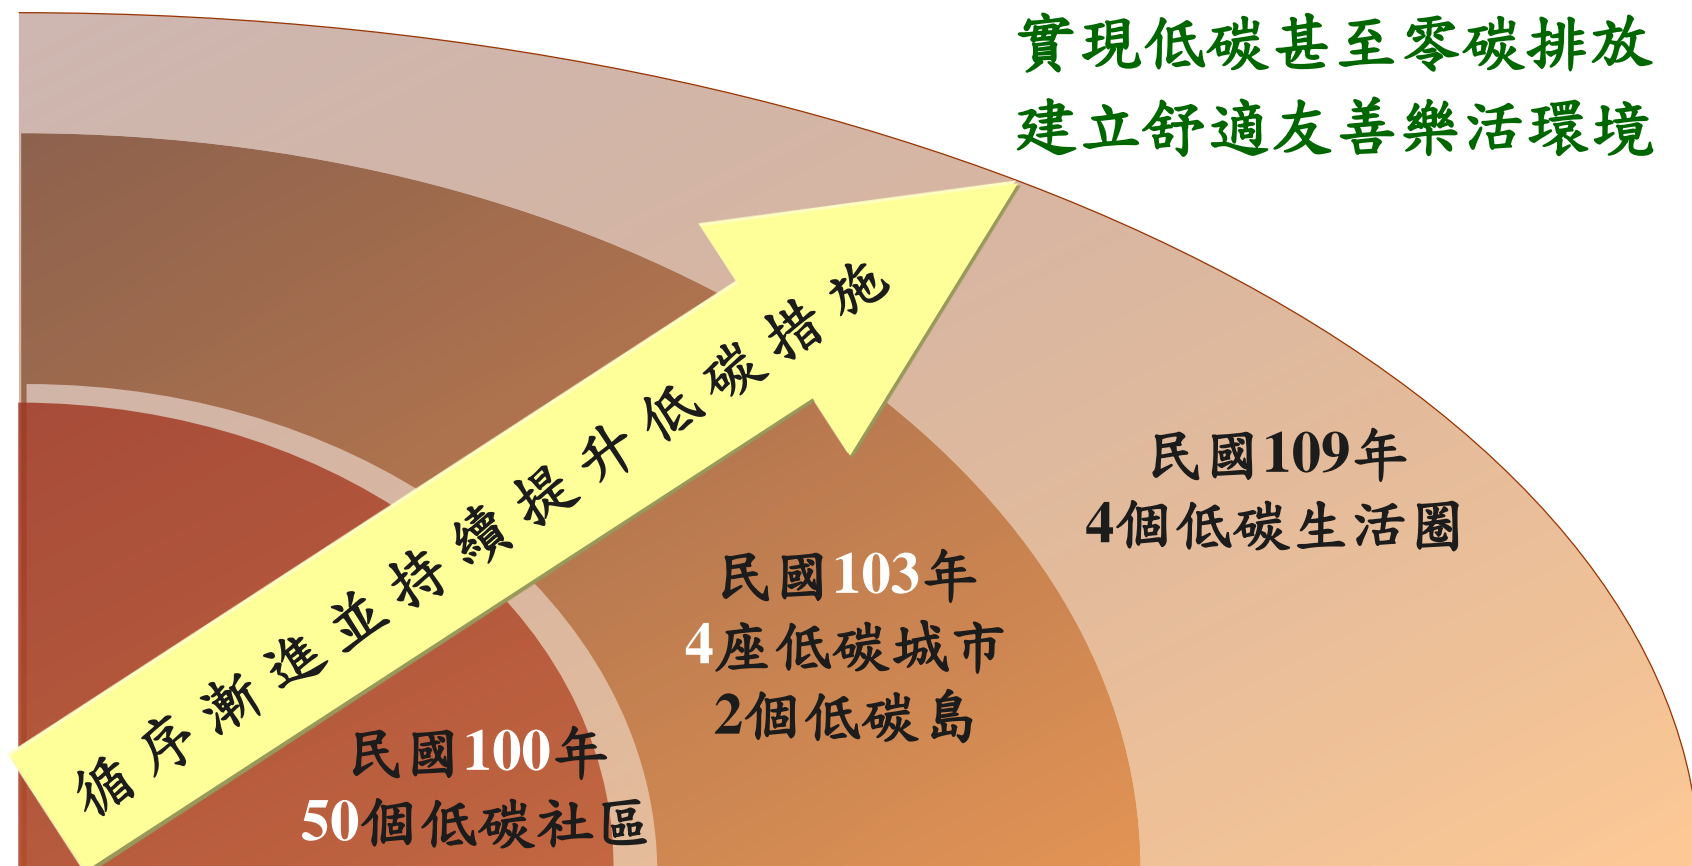 實現低碳甚至零碳排放
建立舒適友善樂活環境
循序漸進並持續提升低碳措施
民國109年
4個低碳生活圈
民國103年
4座低碳城市
2個低碳島
民國100年
50個低碳社區